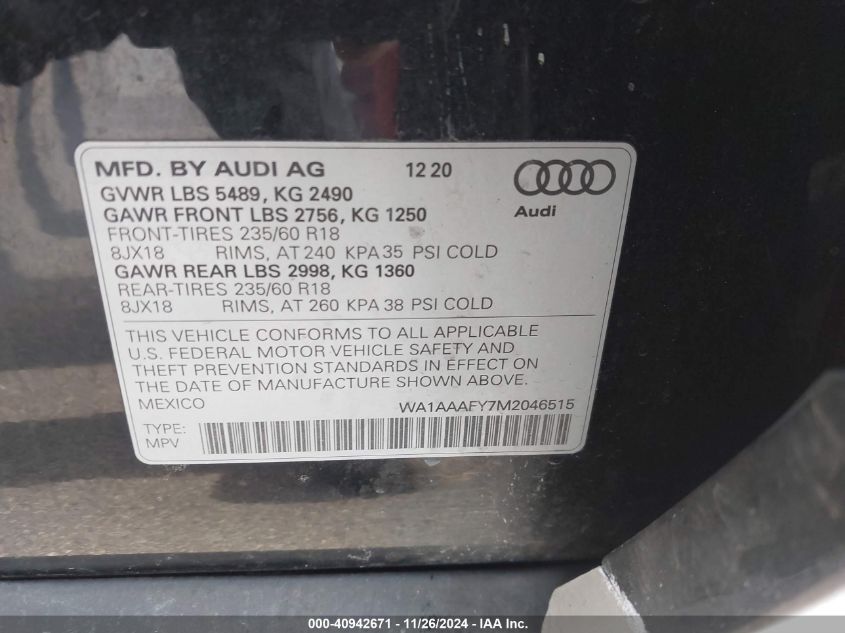 MFD. BY AUDI AG 12 20
GVWR LBS 5489, KG 2490
GAWR FRONT LBS 2756, KG 1250
Audi
FRONT-TIRES 235/60 R18
8JX18 RIMS, AT 240 KPA 35 PSI COLD
GAWR REAR LBS 2998, KG 1360
REAR-TIRES 235/60 R18
8JX18 RIMS, AT 260 KPA 38 PSI COLD
THIS VEHICLE CONFORMS TO ALL APPLICABLE
U.S. FEDERAL MOTOR VEHICLE SAFETY AND
THEFT PREVENTION STANDARDS IN EFFECT ON
THE DATE OF MANUFACTURE SHOWN ABOVE.
MEXICO WA1AAAFY7M2046515
TYPE:
MPV
000-40942671 - 11/26/2024 - IAA Inc.